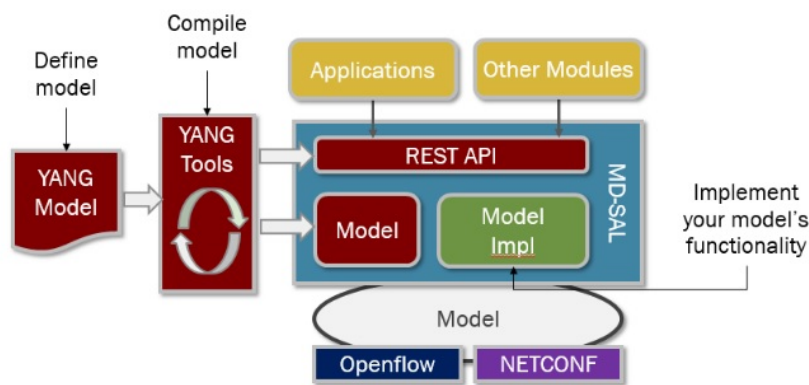 Compile
model
Define
model
Applications
Other Modules
YANG
Tools
REST API
YANG
Model
MD-SAL
Model
Model
Impl
Implement
your model's
functionality
Model
Openflow
NETCONF